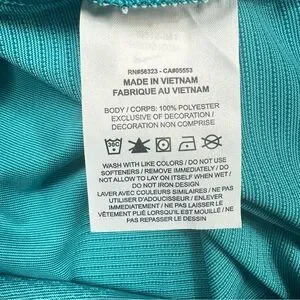 RN#56323 - CA#05553
MADE IN VIETNAM
FABRIQUÉ AU VIETNAM
BODY / CORPS: 100% POLYESTER
EXCLUSIVE OF DECORATION /
DECORATION NON COMPRISE
WASH WITH LIKE COLORS / DO NOT USE
SOFTENERS / REMOVE IMMEDIATELY / DO
NOT ALLOW TO LAY ON ITSELF WHEN WET /
DO NOT IRON DESIGN
LAVER AVEC COULEURS SIMILAIRES / NE PAS
UTILISER D'ADOUCISSEUR / ENLEVER
IMMEDIATEMENT / NE PAS LAISSER LE
VÊTEMENT PLIÉ LORSQU'IL EST MOUILLÉ / NE
PAS REPASSER LE DESSIN